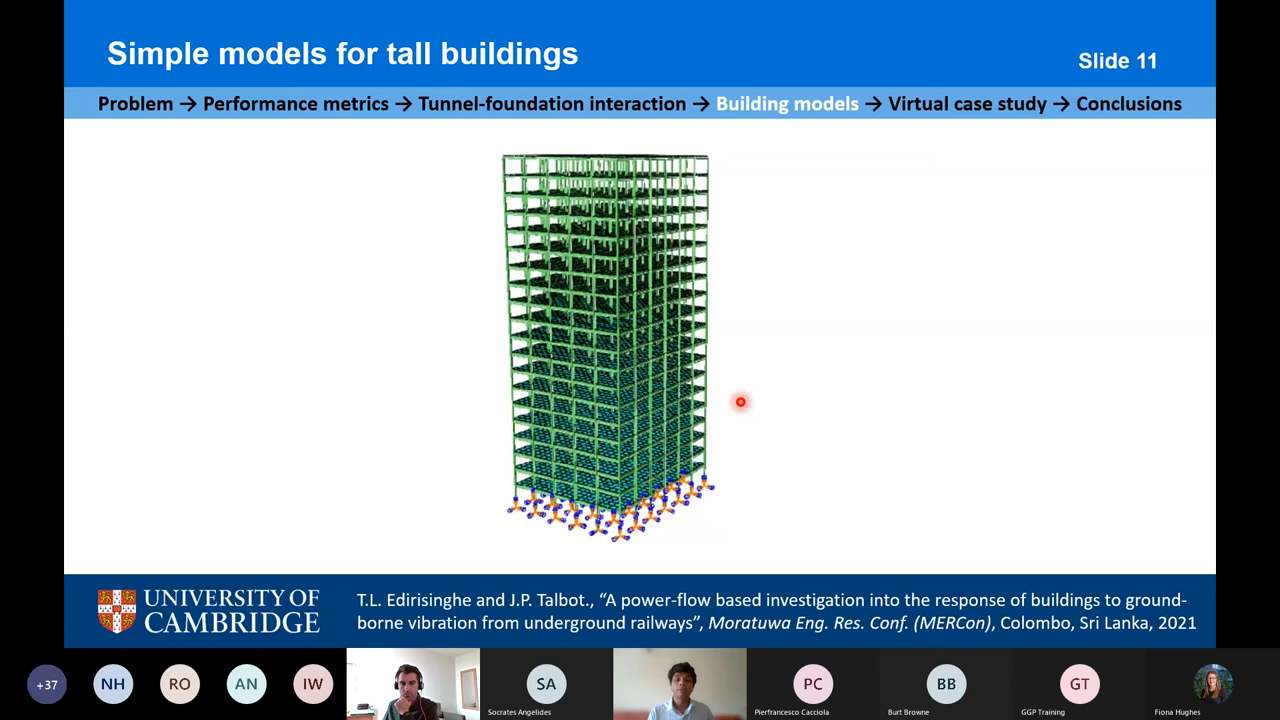 Simple models for tall buildings
Slide 11
Problem → Performance metrics → Tunnel-foundation interaction → Building models → Virtual case study → Conclusions
UNIVERSITY OF
CAMBRIDGE
T.L. Edirisinghe and J.P. Talbot., “A power-flow based investigation into the response of buildings to ground-
borne vibration from underground railways”, Moratuwa Eng. Res. Conf. (MERCon), Colombo, Sri Lanka, 2021
+37
NH
RO
AN
IW
SA
PC
BB
GT
Socrates Angelides
Pierfrancesco Cacciola
Burt Browne
GGP Training
Fiona Hughes